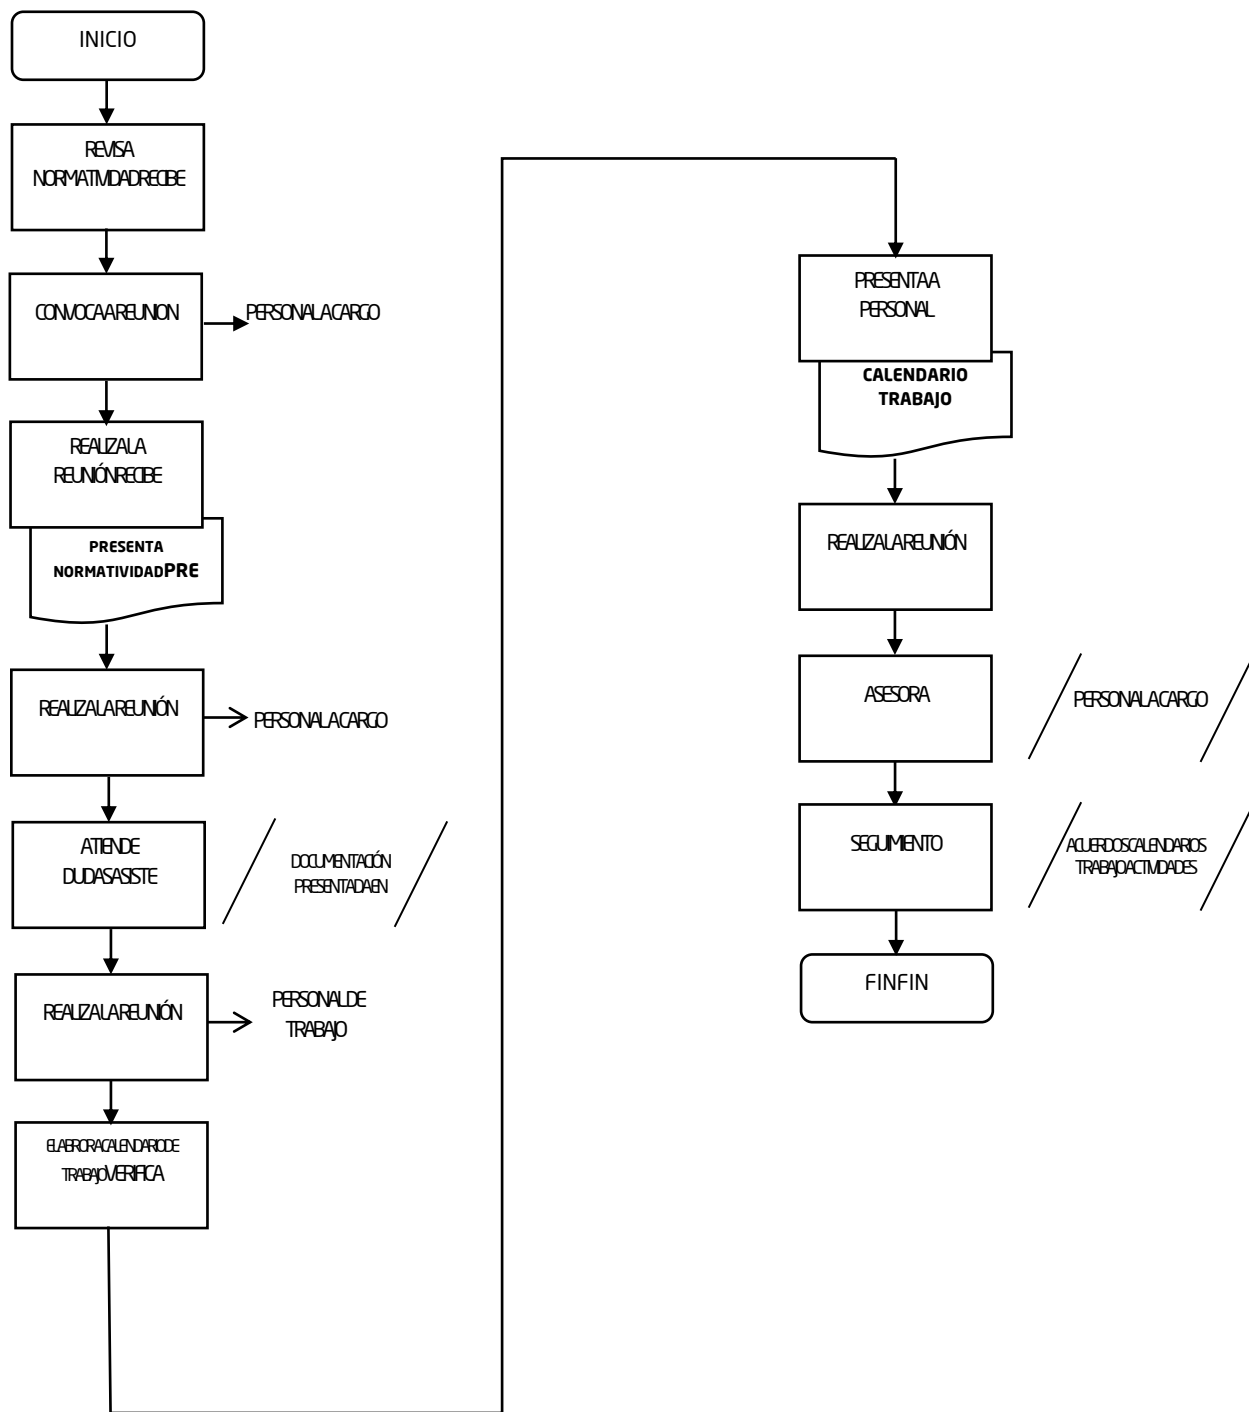 INICIO
REVISA
NORMATIVIDADRECIBE
CONVOCAAREUNION
PERSONALACARGO
REALIZALA
REUNIÓNRECIBE
PRESENTA
NORMATIVIDADPRE
REALIZALAREUNIÓN
PERSONALACARGO
ATIENDE
DUDASASISTE
DOCUMENTACIÓN
PRESENTADAEN
REALIZALAREUNIÓN
PERSONALDE
TRABAJO
ELABRORACALENDARIODE
TRABAJOVERIFICA
PRESENTAA
PERSONAL
CALENDARIO
TRABAJO
REALIZALAREUNIÓN
ASESORA
PERSONALACARGO
SEGUIMIENTO
ACUERDOSCALENDARIOS
TRABAJOACTIVIDADES
FINFIN